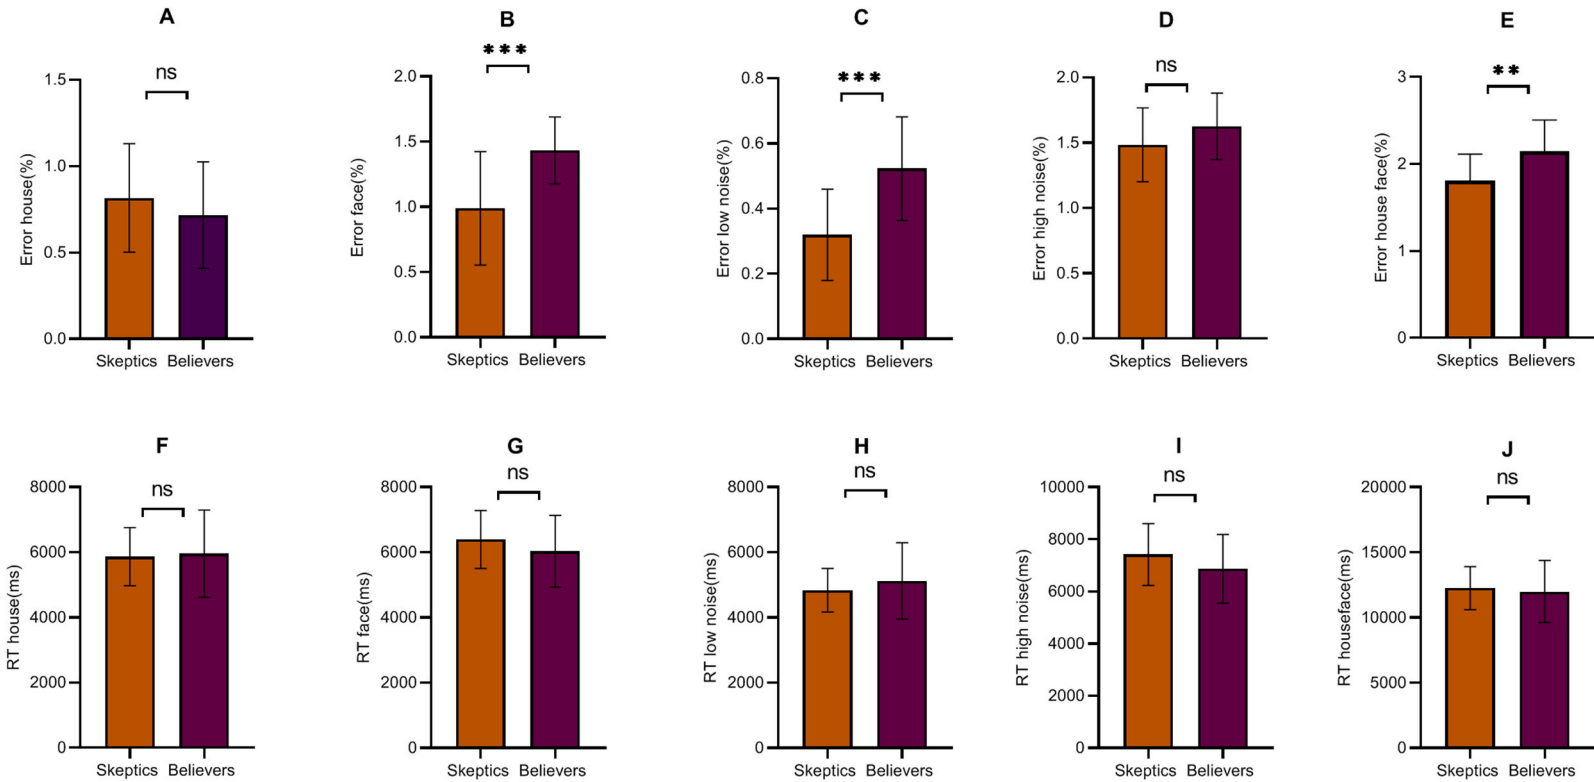 A
ns
1.5
1.0
0.5
0.0
Error house(%)
Skeptics Believers
B
***
2.0
1.5
1.0
0.5
0.0
Error face(%)
Skeptics Believers
C
***
0.8
0.6
0.4
0.2
0.0
Error low noise(%)
Skeptics Believers
D
ns
2.0
1.5
1.0
0.5
0.0
Error high noise(%)
Skeptics Believers
E
**
3
2
1
0
Error house face(%)
Skeptics Believers
F
ns
8000
6000
4000
2000
0
RT house(ms)
Skeptics Believers
G
ns
8000
6000
4000
2000
0
RT face(ms)
Skeptics Believers
H
ns
8000
6000
4000
2000
0
RT low noise(ms)
Skeptics Believers
I
ns
10000
8000
6000
4000
2000
0
RT high noise(ms)
Skeptics Believers
J
ns
20000
15000
10000
5000
0
RT houseface(ms)
Skeptics Believers